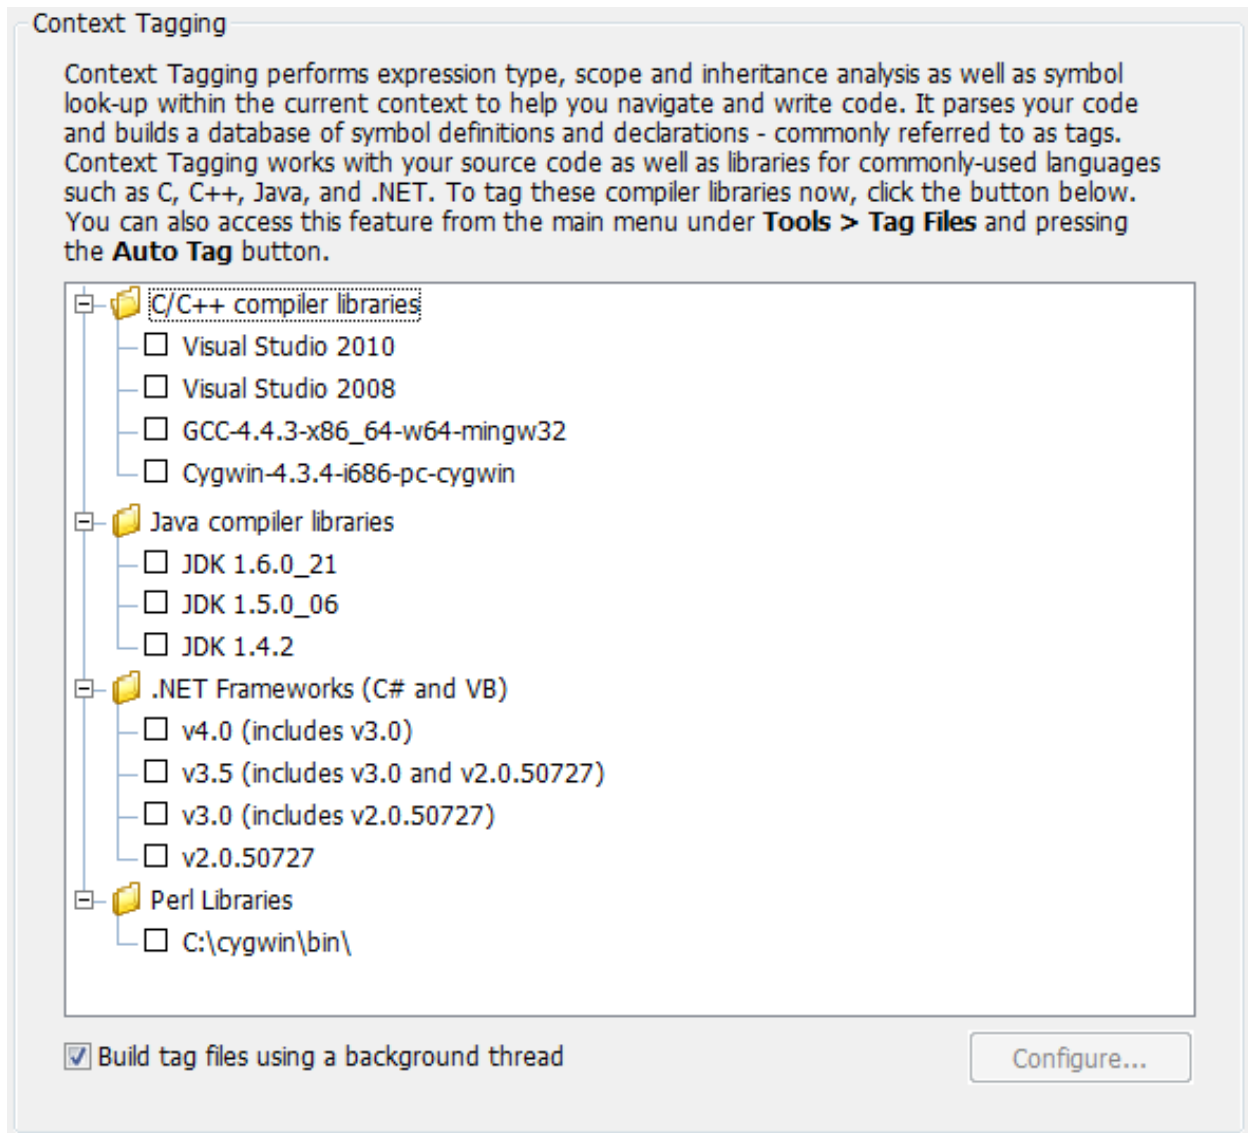 Context Tagging
Context Tagging performs expression type, scope and inheritance analysis as well as symbol
look-up within the current context to help you navigate and write code. It parses your code
and builds a database of symbol definitions and declarations - commonly referred to as tags.
Context Tagging works with your source code as well as libraries for commonly-used languages
such as C, C++, Java, and .NET. To tag these compiler libraries now, click the button below.
You can also access this feature from the main menu under Tools > Tag Files and pressing
the Auto Tag button.
C/C++ compiler libraries
Visual Studio 2010
Visual Studio 2008
GCC-4.4.3-x86_64-w64-mingw32
Cygwin-4.3.4-i686-pc-cygwin
Java compiler libraries
JDK 1.6.0_21
JDK 1.5.0_06
JDK 1.4.2
.NET Frameworks (C# and VB)
v4.0 (includes v3.0)
v3.5 (includes v3.0 and v2.0.50727)
v3.0 (includes v2.0.50727)
v2.0.50727
Perl Libraries
C:\cygwin\bin\
Build tag files using a background thread
Configure...